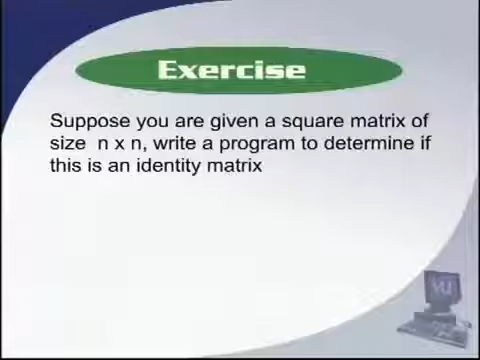 Exercise
Suppose you are given a square matrix of
size n x n, write a program to determine if
this is an identity matrix
VU